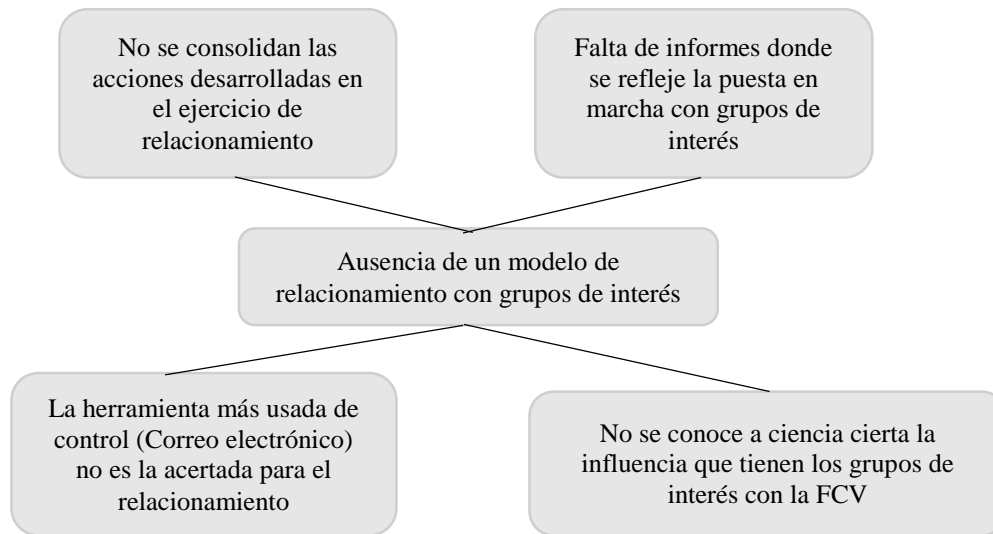 No se consolidan las
acciones desarrolladas en
el ejercicio de
relacionamiento
Falta de informes donde
se refleje la puesta en
marcha con grupos de
interés
Ausencia de un modelo de
relacionamiento con grupos de interés
La herramienta más usada de
control (Correo electrónico)
no es la acertada para el
relacionamiento
No se conoce a ciencia cierta la
influencia que tienen los grupos de
interés con la FCV